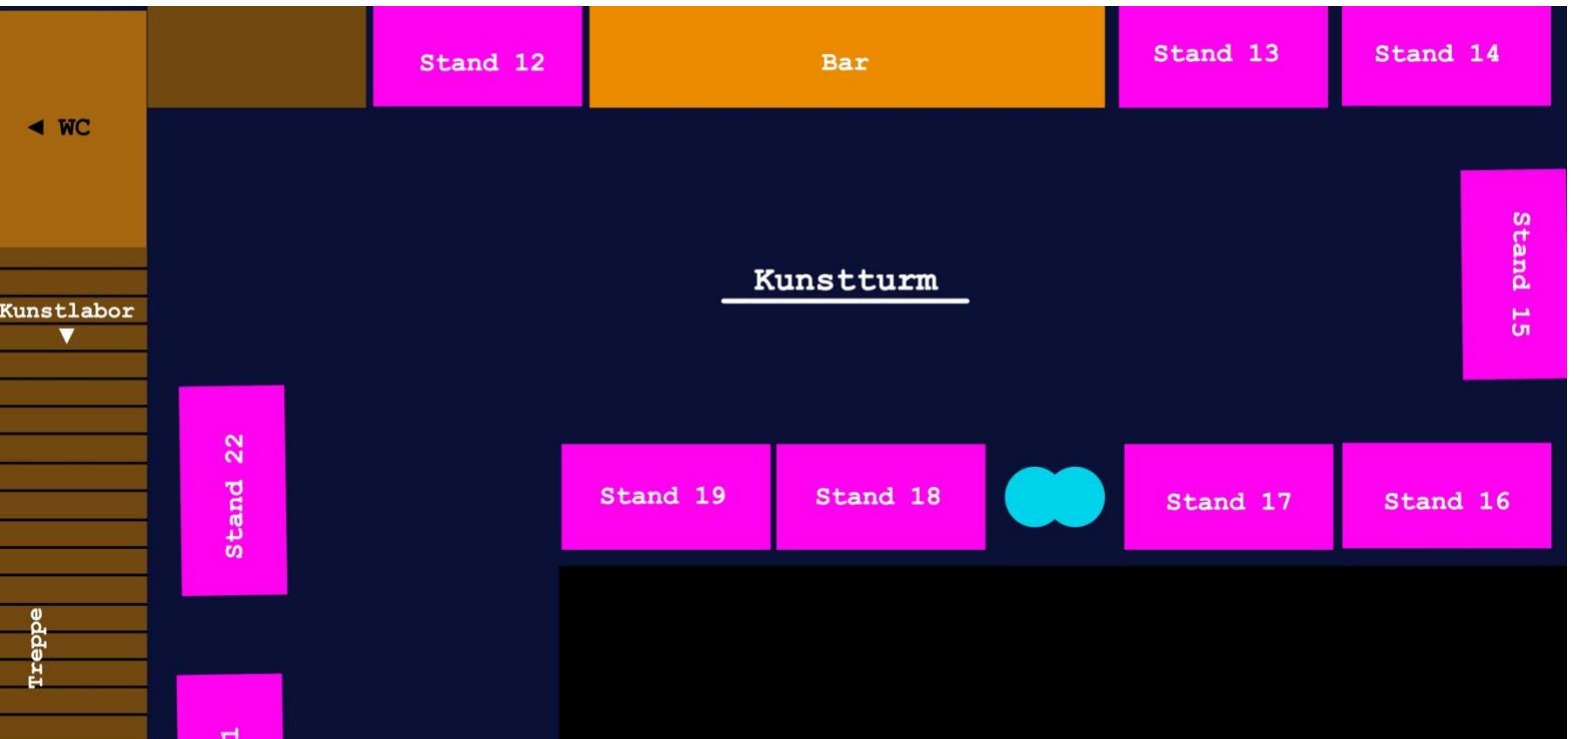 Stand 12
Bar
Stand 13
Stand 14
◄ WC
Stand 15
Kunstturm
Kunstlabor
▼
Stand 22
Stand 19
Stand 18
Stand 17
Stand 16
Treppe
1